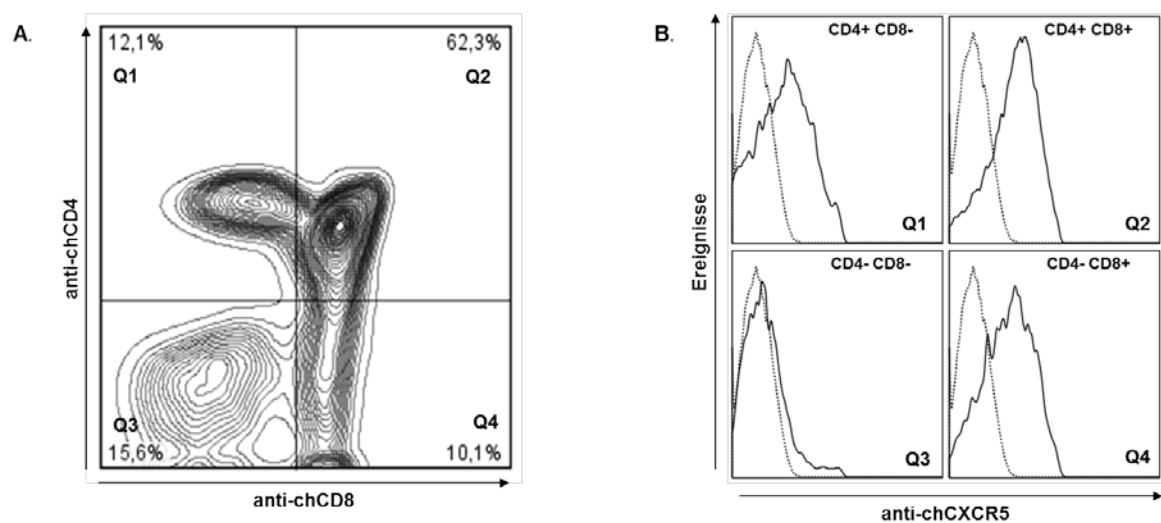 A.
12,1%
62,3%
Q1
Q2
anti-chCD4
Q3
Q4
15,6%
10,1%
anti-chCD8
B.
CD4+ CD8-
CD4+ CD8+
Q1
Q2
Ereignisse
CD4- CD8-
CD4- CD8+
Q3
Q4
anti-chCXCR5